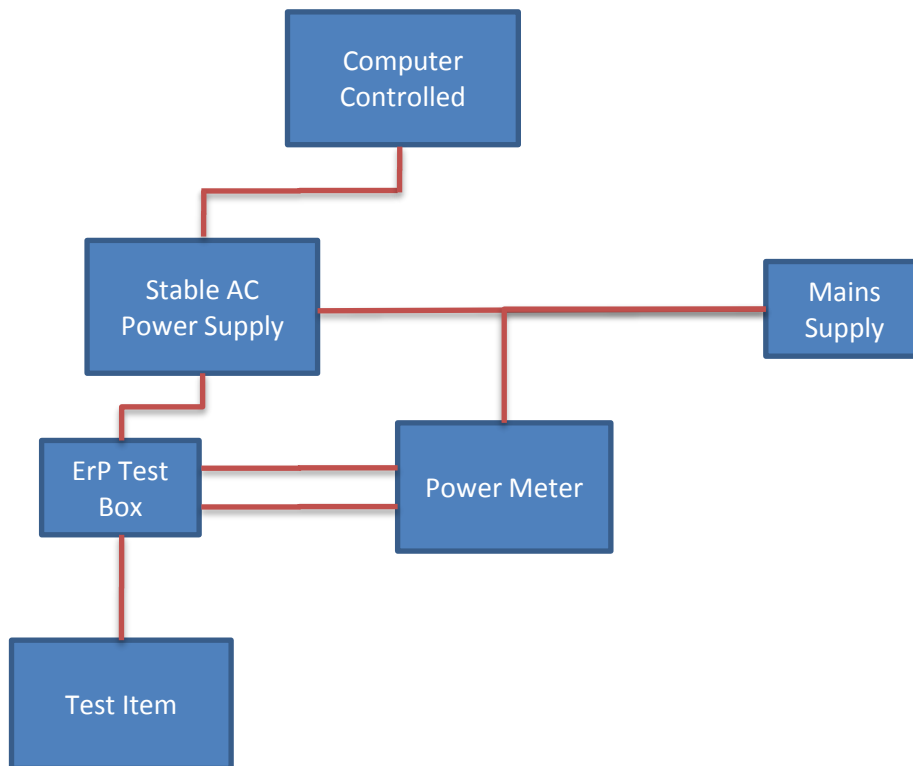 Computer
Controlled
Stable AC
Power Supply
Mains
Supply
ErP Test
Box
Power Meter
Test Item